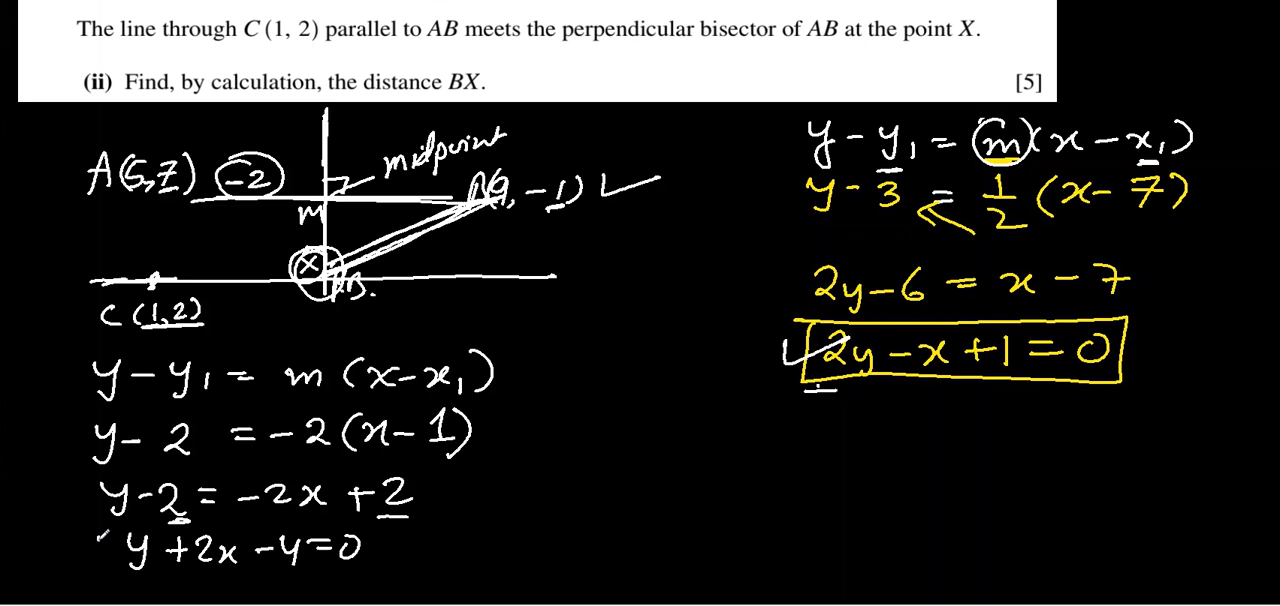 The line through C (1, 2) parallel to AB meets the perpendicular bisector of AB at the point X.
(ii) Find, by calculation, the distance BX. [5]
A(5,7) -2
midpoint
(9, -1)
m
X
C (1,2)
y - y₁ = m (x-x₁)
y - 2 = -2(x-1)
y-2 = -2x +2
y +2x -4=0
y - y₁ = (m)(x - x₁)
y - 3 = 1/2 (x- 7)
2y-6 = x - 7
2y -x +1 = 0